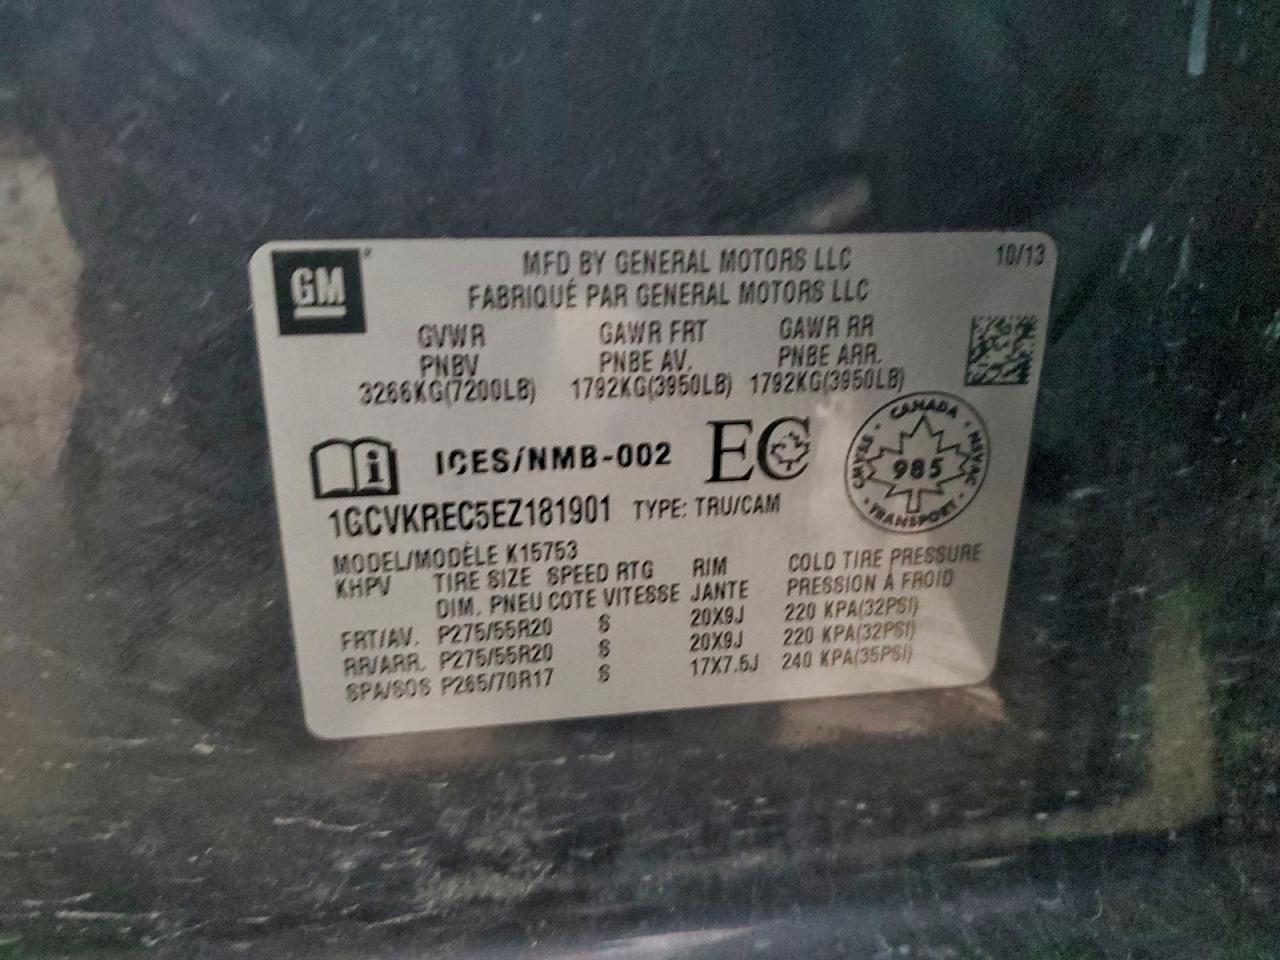 GM
MFD BY GENERAL MOTORS LLC
10/13
FABRIQUÉ PAR GENERAL MOTORS LLC
GVWR GAWR FRT GAWR RR
PNBV PNBE AV. PNBE ARR.
3266KG(7200LB) 1792KG(3950LB) 1792KG(3950LB)
i ICES/NMB-002 EC
CANADA
CMVSS 985 NSVAC
TRANSPORT
1GCVKREC5EZ181901 TYPE: TRU/CAM
MODEL/MODÈLE K15753
KHPV TIRE SIZE SPEED RTG RIM COLD TIRE PRESSURE
DIM. PNEU COTE VITESSE JANTE PRESSION À FROID
FRT/AV. P275/55R20 S 20X9J 220 KPA(32PSI)
RR/ARR. P275/55R20 S 20X9J 220 KPA(32PSI)
SPA/SOS P265/70R17 S 17X7.5J 240 KPA(35PSI)